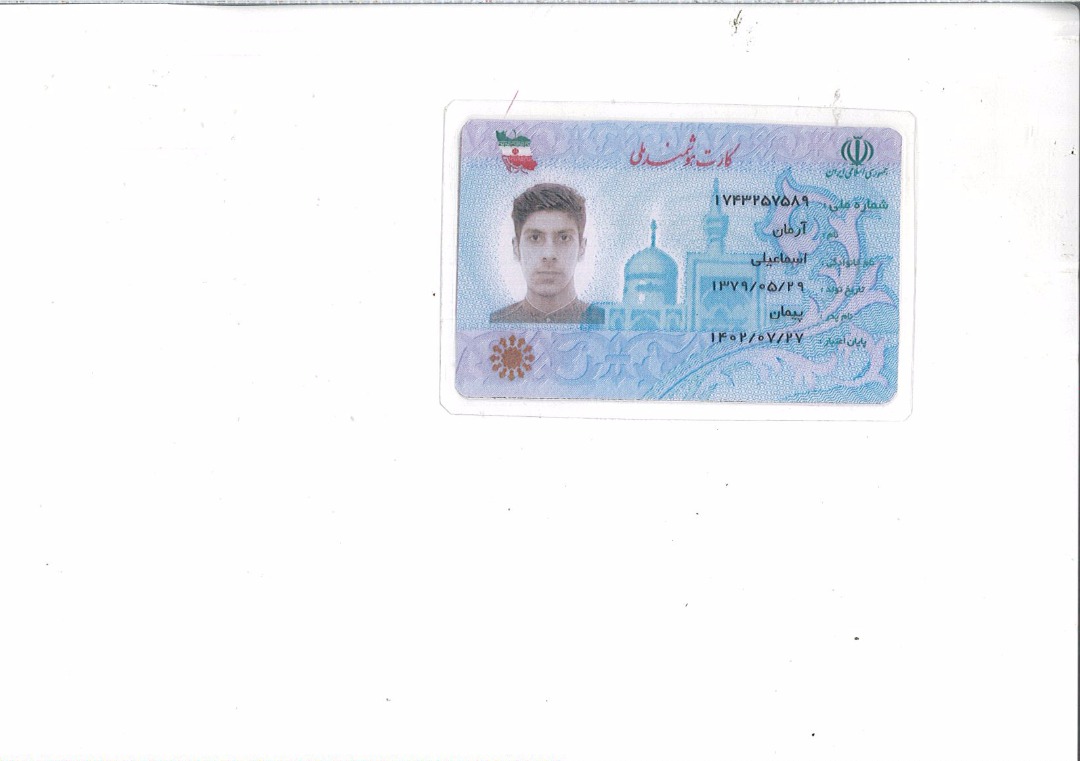 کارت هوشمند ملی
جمهوری اسلامی ایران
شماره ملی: ۱۷۴۳۲۵۷۵۸۹
نام: آرمان
نام خانوادگی: اسماعیلی
تاریخ تولد: ۱۳۷۹/۰۵/۲۹
نام پدر: پیمان
پایان اعتبار: ۱۴۰۲/۰۷/۲۷